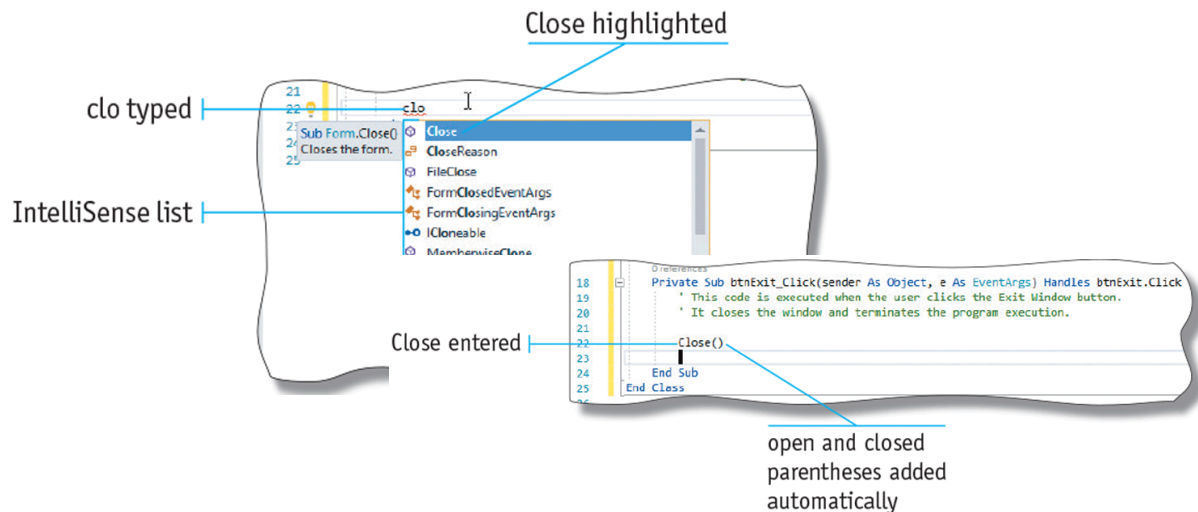 Close highlighted
21
clo typed
22 clo
Sub Form.Close()
Closes the form.
25
Close
CloseReason
FileClose
FormClosedEventArgs
IntelliSense list
FormClosingEventArgs
ICloneable
MemberwiseClone
0 references
18 Private Sub btnExit_Click(sender As Object, e As EventArgs) Handles btnExit.Click
19 ' This code is executed when the user clicks the Exit Window button.
20 ' It closes the window and terminates the program execution.
21
Close entered
22 Close()
23
24 End Sub
25 End Class
open and closed
parentheses added
automatically